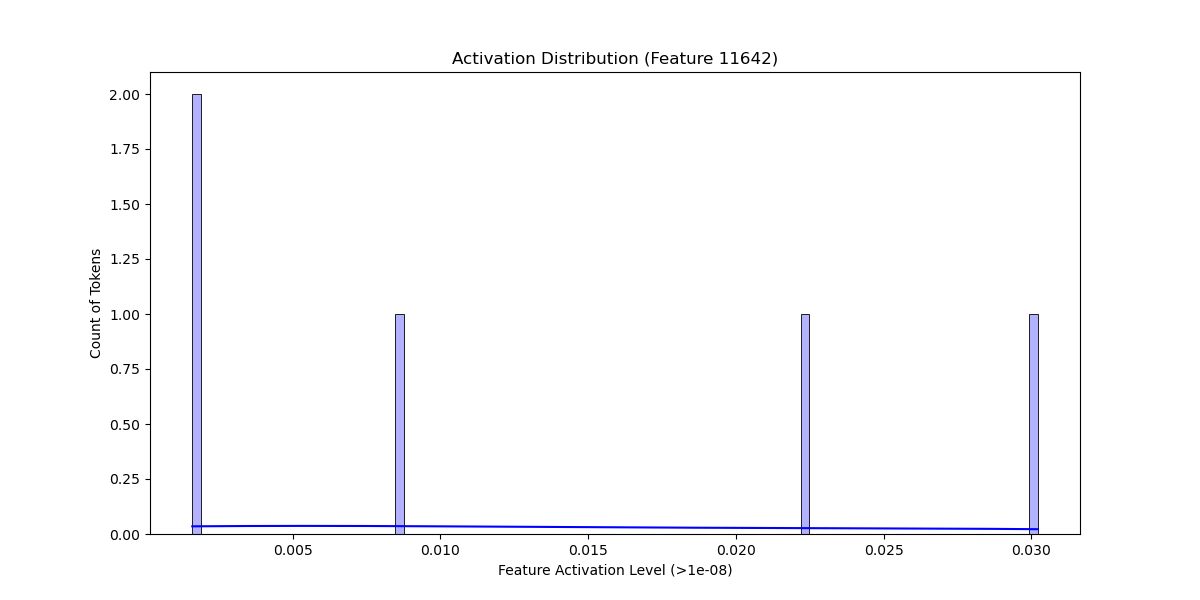 Activation Distribution (Feature 11642)
2.00
1.75
1.50
1.25
1.00
0.75
0.50
0.25
0.00
Count of Tokens
0.005 0.010 0.015 0.020 0.025 0.030
Feature Activation Level (>1e-08)